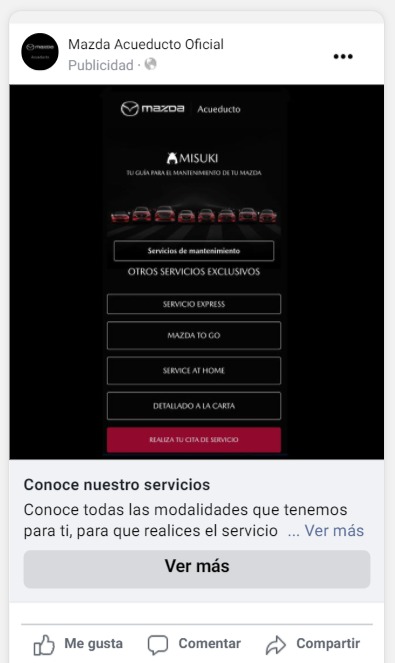 Mazda Acueducto Oficial
Publicidad ·
mazda Acueducto
MISUKI
TU GUÍA PARA EL MANTENIMIENTO DE TU MAZDA
Servicios de mantenimiento
OTROS SERVICIOS EXCLUSIVOS
SERVICIO EXPRESS
MAZDA TO GO
SERVICE AT HOME
DETALLADO A LA CARTA
REALIZA TU CITA DE SERVICIO
Conoce nuestro servicios
Conoce todas las modalidades que tenemos
para ti, para que realices el servicio ... Ver más
Ver más
Me gusta Comentar Compartir